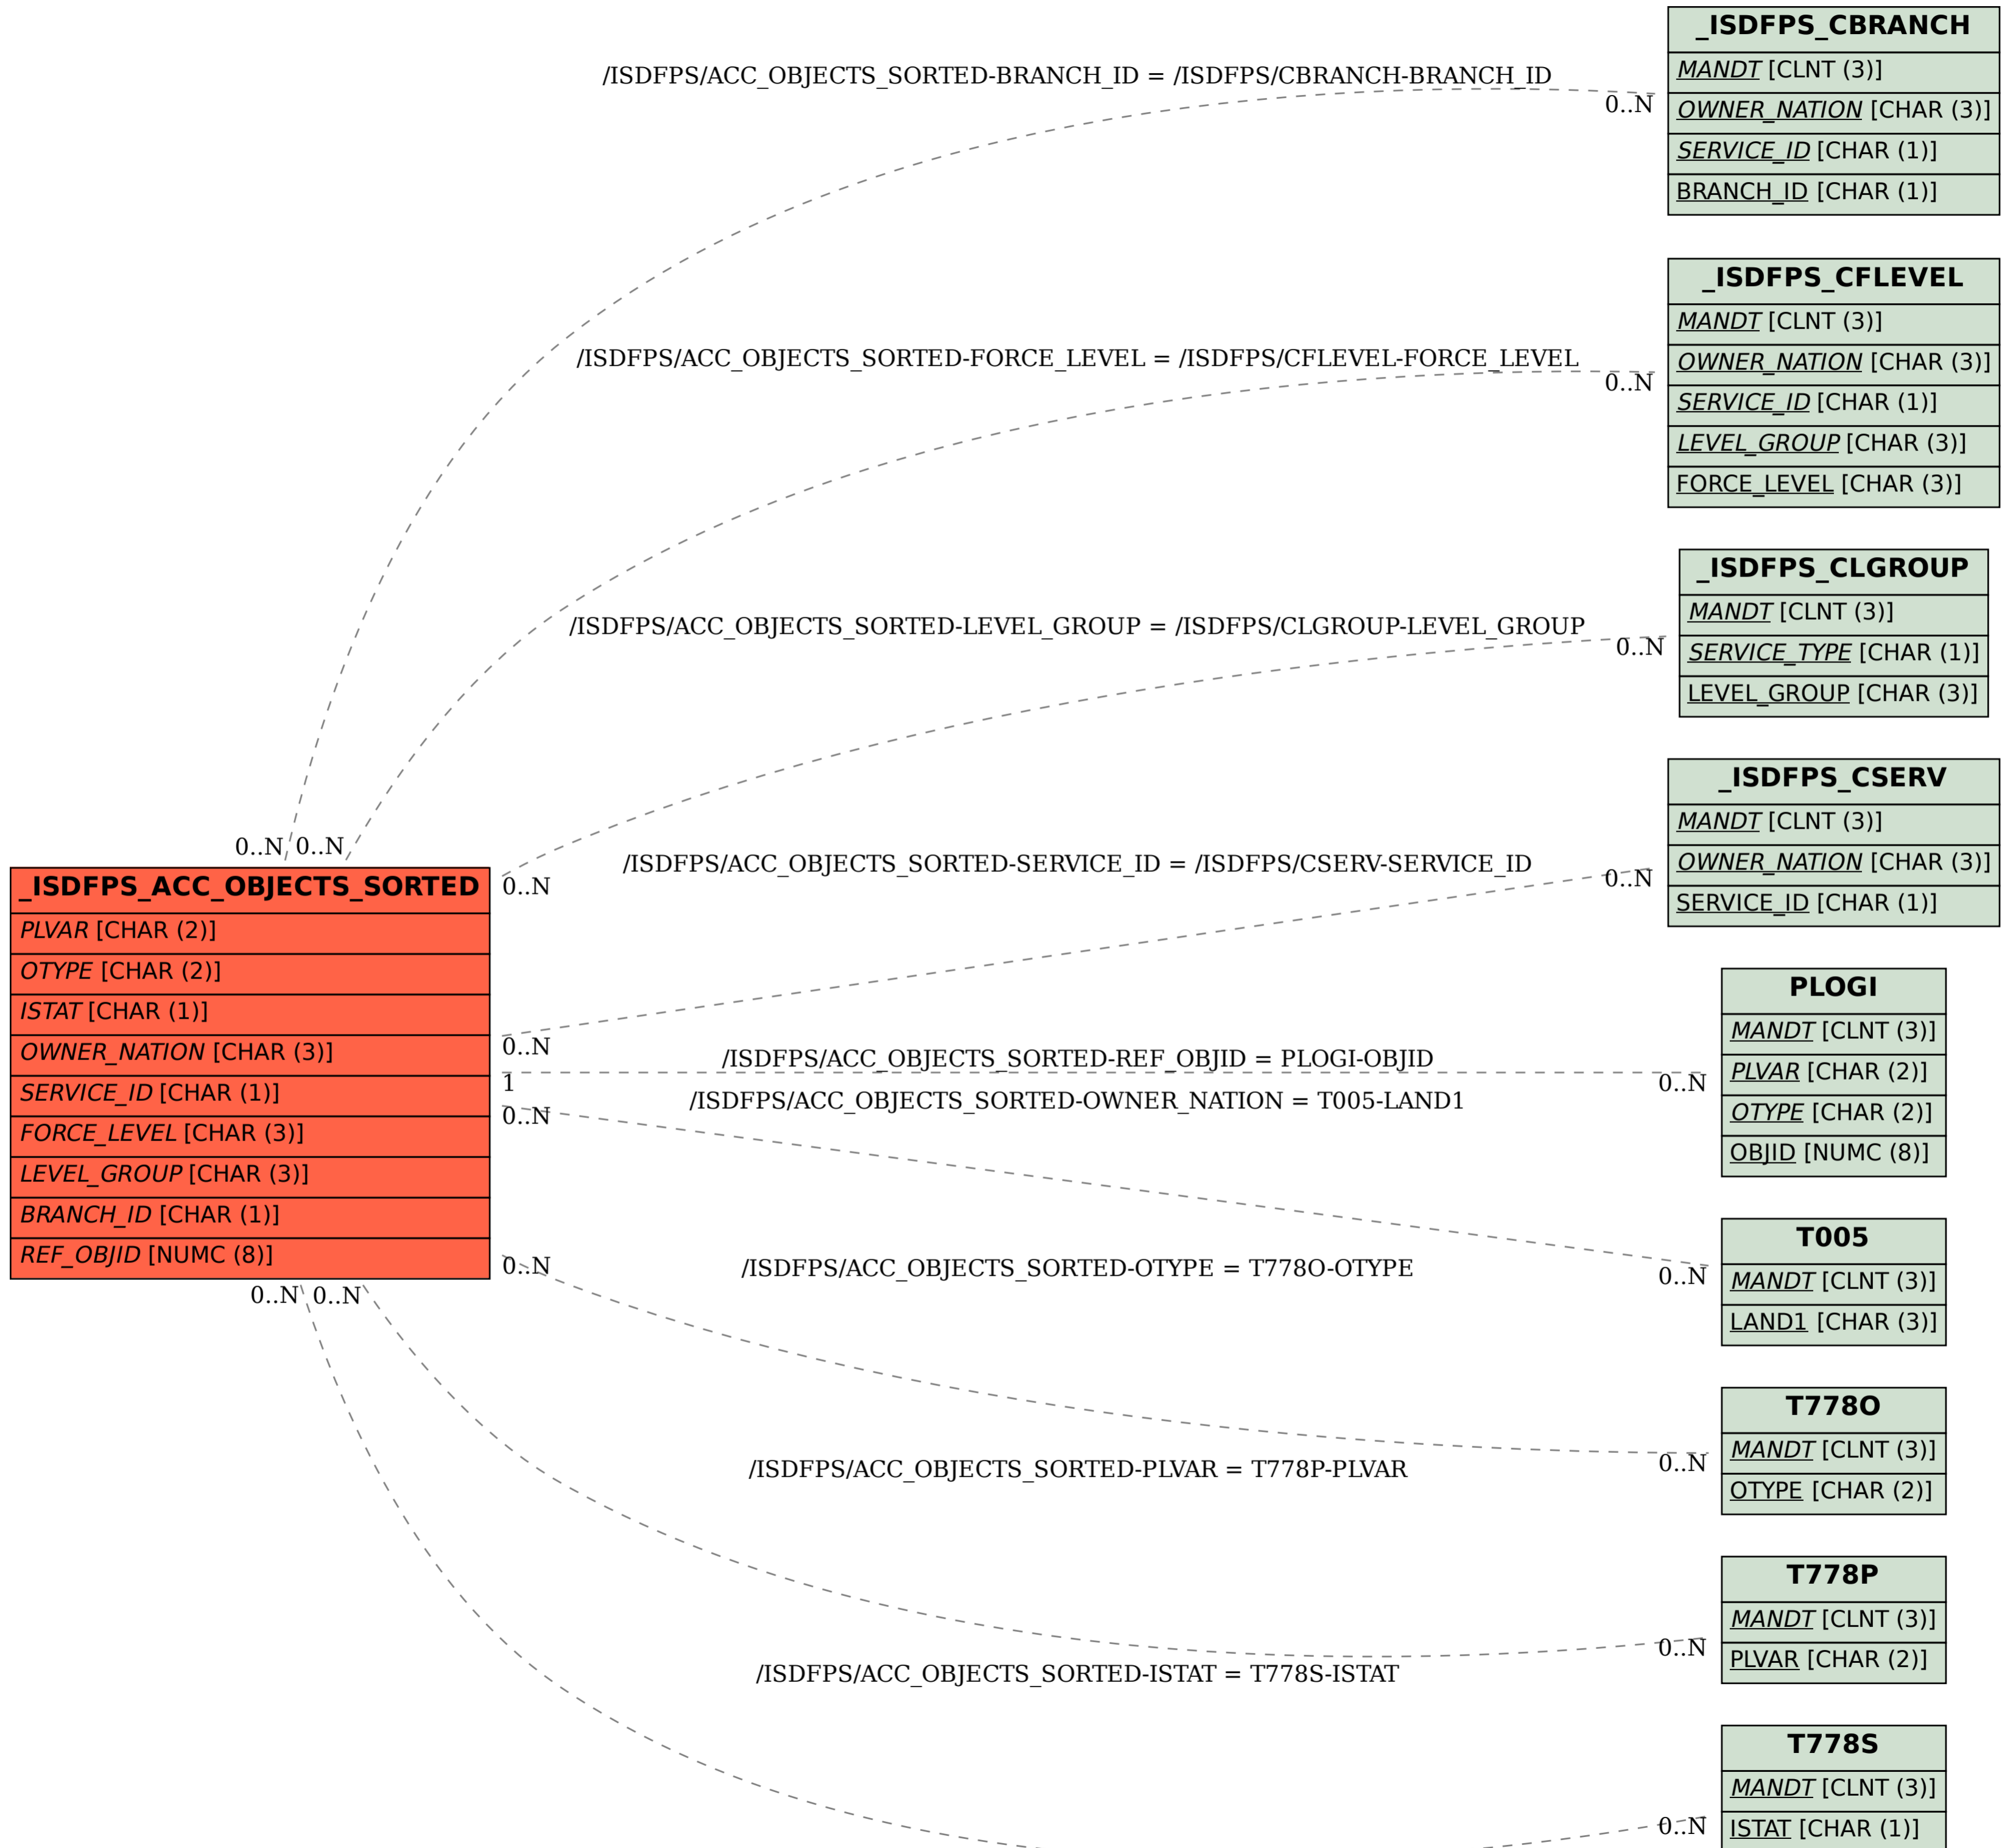 _ISDFPS_CBRANCH
MANDT [CLNT (3)]
OWNER_NATION [CHAR (3)]
SERVICE_ID [CHAR (1)]
BRANCH_ID [CHAR (1)]
/ISDFPS/ACC_OBJECTS_SORTED-BRANCH_ID = /ISDFPS/CBRANCH-BRANCH_ID
0..N
_ISDFPS_CFLEVEL
MANDT [CLNT (3)]
OWNER_NATION [CHAR (3)]
SERVICE_ID [CHAR (1)]
LEVEL_GROUP [CHAR (3)]
FORCE_LEVEL [CHAR (3)]
/ISDFPS/ACC_OBJECTS_SORTED-FORCE_LEVEL = /ISDFPS/CFLEVEL-FORCE_LEVEL
0..N
_ISDFPS_CLGROUP
MANDT [CLNT (3)]
SERVICE_TYPE [CHAR (1)]
LEVEL_GROUP [CHAR (3)]
/ISDFPS/ACC_OBJECTS_SORTED-LEVEL_GROUP = /ISDFPS/CLGROUP-LEVEL_GROUP
0..N
_ISDFPS_CSERV
MANDT [CLNT (3)]
OWNER_NATION [CHAR (3)]
SERVICE_ID [CHAR (1)]
/ISDFPS/ACC_OBJECTS_SORTED-SERVICE_ID = /ISDFPS/CSERV-SERVICE_ID
0..N
0..N 0..N
_ISDFPS_ACC_OBJECTS_SORTED
PLVAR [CHAR (2)]
OTYPE [CHAR (2)]
ISTAT [CHAR (1)]
OWNER_NATION [CHAR (3)]
SERVICE_ID [CHAR (1)]
FORCE_LEVEL [CHAR (3)]
LEVEL_GROUP [CHAR (3)]
BRANCH_ID [CHAR (1)]
REF_OBJID [NUMC (8)]
0..N
0..N
1
0..N
0..N
0..N 0..N
/ISDFPS/ACC_OBJECTS_SORTED-REF_OBJID = PLOGI-OBJID
0..N
PLOGI
MANDT [CLNT (3)]
PLVAR [CHAR (2)]
OTYPE [CHAR (2)]
OBJID [NUMC (8)]
/ISDFPS/ACC_OBJECTS_SORTED-OWNER_NATION = T005-LAND1
0..N
T005
MANDT [CLNT (3)]
LAND1 [CHAR (3)]
/ISDFPS/ACC_OBJECTS_SORTED-OTYPE = T778O-OTYPE
0..N
T778O
MANDT [CLNT (3)]
OTYPE [CHAR (2)]
/ISDFPS/ACC_OBJECTS_SORTED-PLVAR = T778P-PLVAR
0..N
T778P
MANDT [CLNT (3)]
PLVAR [CHAR (2)]
/ISDFPS/ACC_OBJECTS_SORTED-ISTAT = T778S-ISTAT
0..N
T778S
MANDT [CLNT (3)]
ISTAT [CHAR (1)]